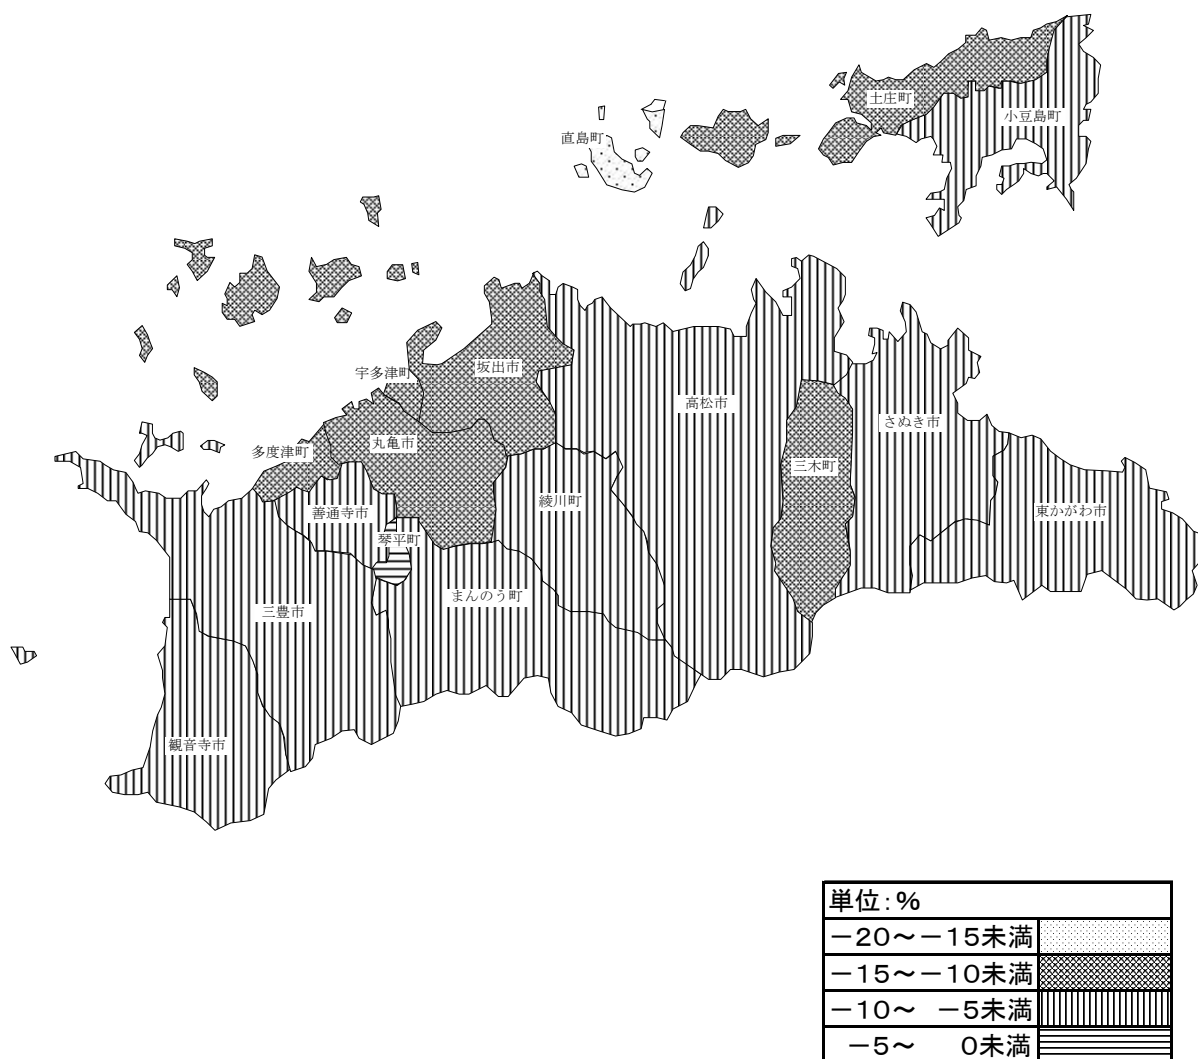 土庄町
小豆島町
直島町
宇多津町
坂出市
高松市
さぬき市
丸亀市
多度津町
三木町
綾川町
善通寺市
東かがわ市
琴平町
まんのう町
三豊市
観音寺市
単位:%
－20～－15未満
－15～－10未満
－10～　－5未満
－5～　　0未満